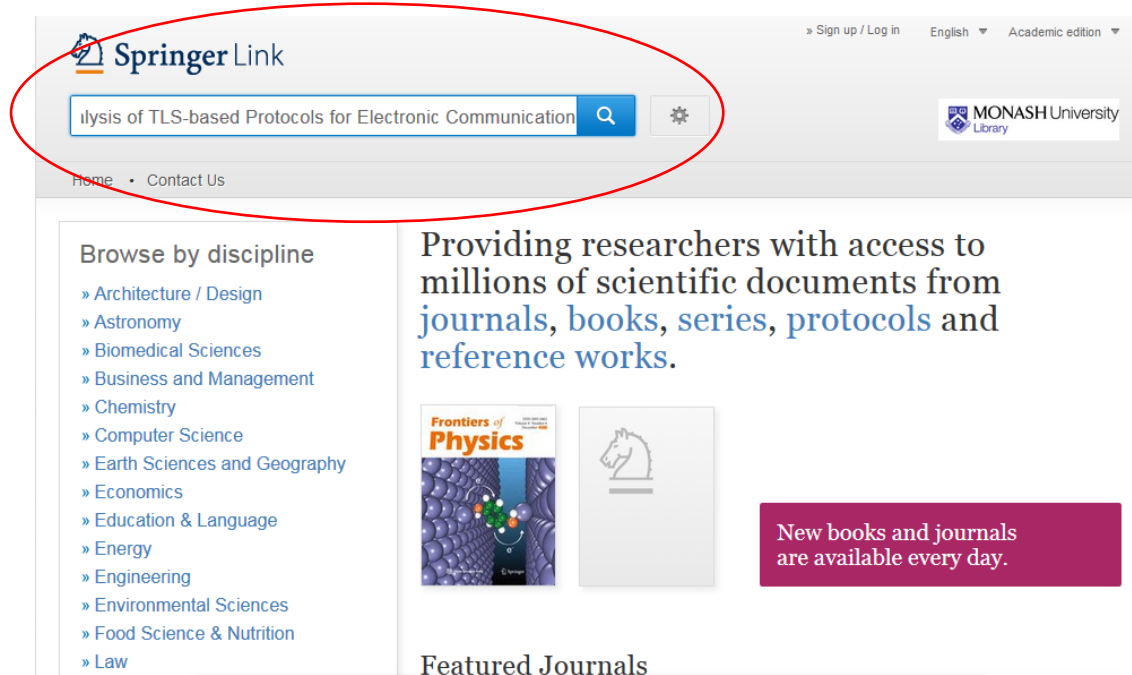 » Sign up / Log in English Academic edition
Springer Link
lysis of TLS-based Protocols for Electronic Communication
MONASH University
Library
Home • Contact Us
Browse by discipline
» Architecture / Design
» Astronomy
» Biomedical Sciences
» Business and Management
» Chemistry
» Computer Science
» Earth Sciences and Geography
» Economics
» Education & Language
» Energy
» Engineering
» Environmental Sciences
» Food Science & Nutrition
» Law
Providing researchers with access to
millions of scientific documents from
journals, books, series, protocols and
reference works.
Frontiers of
Physics
e⁻
Springer
New books and journals
are available every day.
Featured Journals